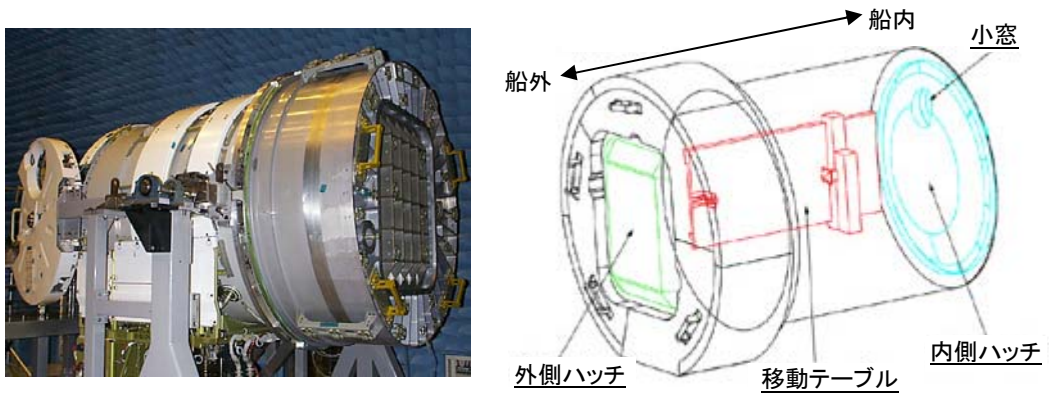 船内
小窓
船外
内側ハッチ
外側ハッチ
移動テーブル